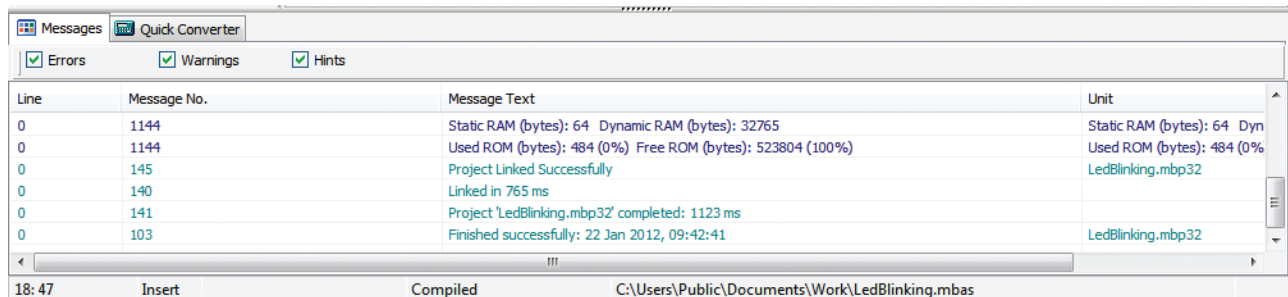 Messages Quick Converter
Errors Warnings Hints
Line Message No. Message Text Unit
0 1144 Static RAM (bytes): 64 Dynamic RAM (bytes): 32765 Static RAM (bytes): 64 Dyn
0 1144 Used ROM (bytes): 484 (0%) Free ROM (bytes): 523804 (100%) Used ROM (bytes): 484 (0%
0 145 Project Linked Successfully LedBlinking.mbp32
0 140 Linked in 765 ms
0 141 Project 'LedBlinking.mbp32' completed: 1123 ms
0 103 Finished successfully: 22 Jan 2012, 09:42:41 LedBlinking.mbp32
18: 47 Insert Compiled C:\Users\Public\Documents\Work\LedBlinking.mbas